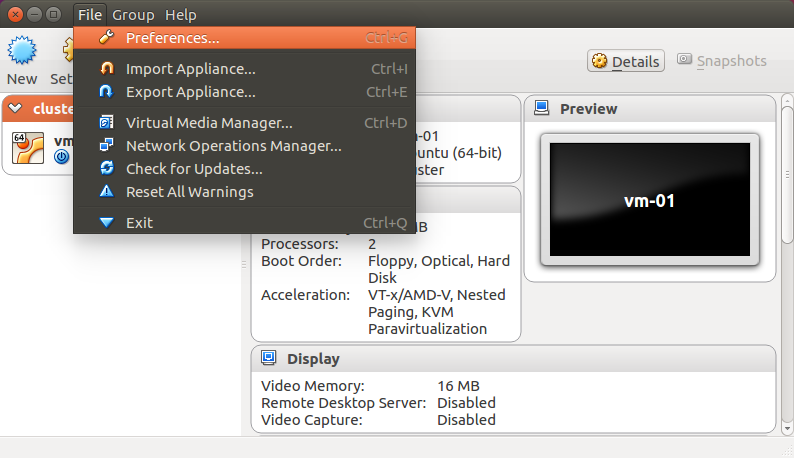 File Group Help
Preferences... Ctrl+G
New Set
Details Snapshots
Import Appliance... Ctrl+I
Export Appliance... Ctrl+E
cluste
Preview
Virtual Media Manager... Ctrl+D
64 vm -01
Network Operations Manager...
untu (64-bit)
Check for Updates...
ster
Reset All Warnings
vm-01
Exit Ctrl+Q
MB
Processors: 2
Boot Order: Floppy, Optical, Hard
Disk
Acceleration: VT-x/AMD-V, Nested
Paging, KVM
Paravirtualization
Display
Video Memory: 16 MB
Remote Desktop Server: Disabled
Video Capture: Disabled